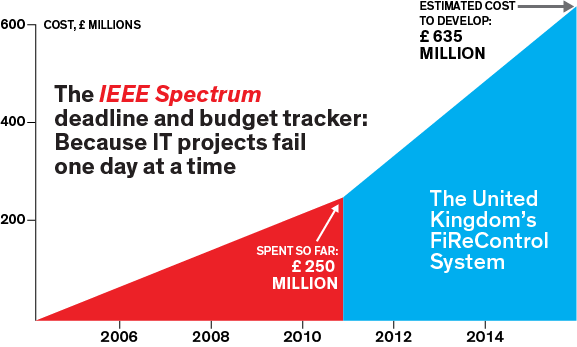 600
COST, £ MILLIONS
ESTIMATED COST
TO DEVELOP:
£ 635
MILLION
The IEEE Spectrum
deadline and budget tracker:
Because IT projects fail
one day at a time
400
200
SPENT SO FAR:
£ 250
MILLION
The United
Kingdom’s
FiReControl
System
2006 2008 2010 2012 2014